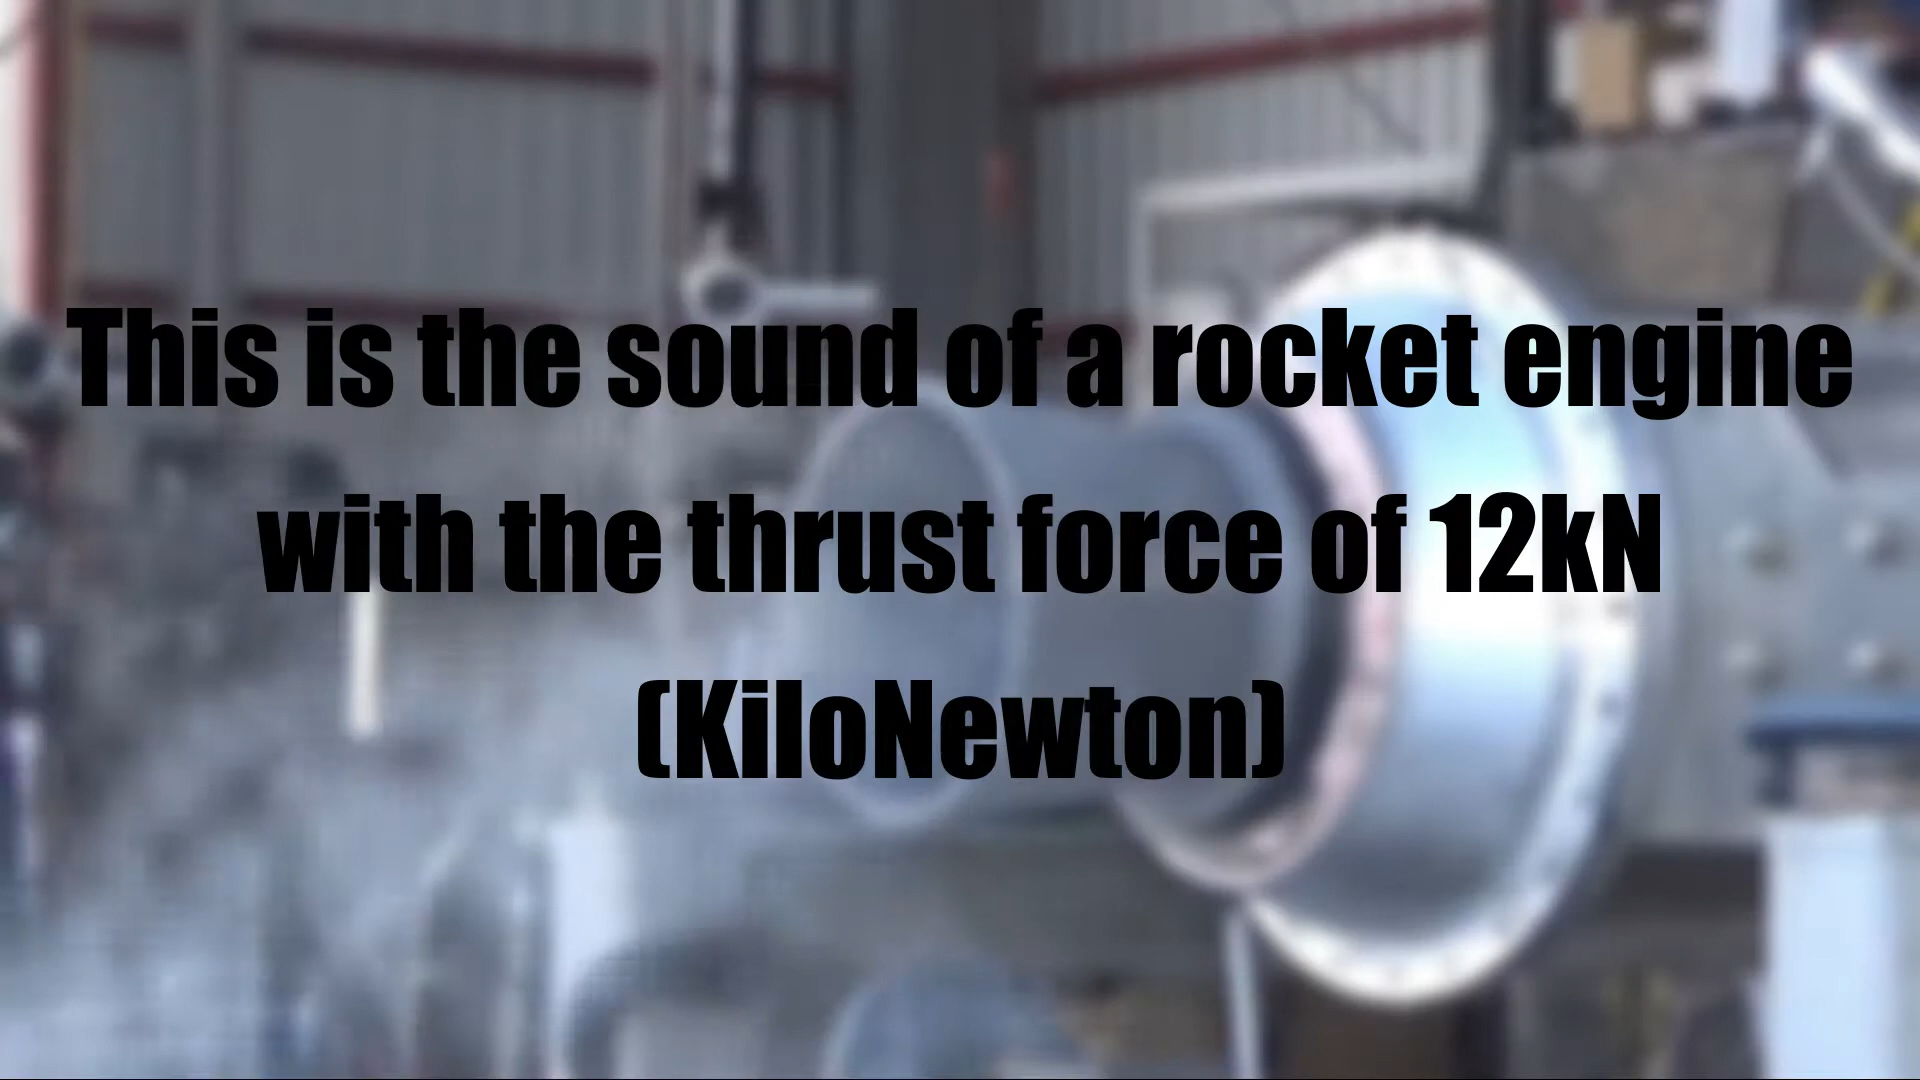 This is the sound of a rocket engine
with the thrust force of 12kN
(KiloNewton)